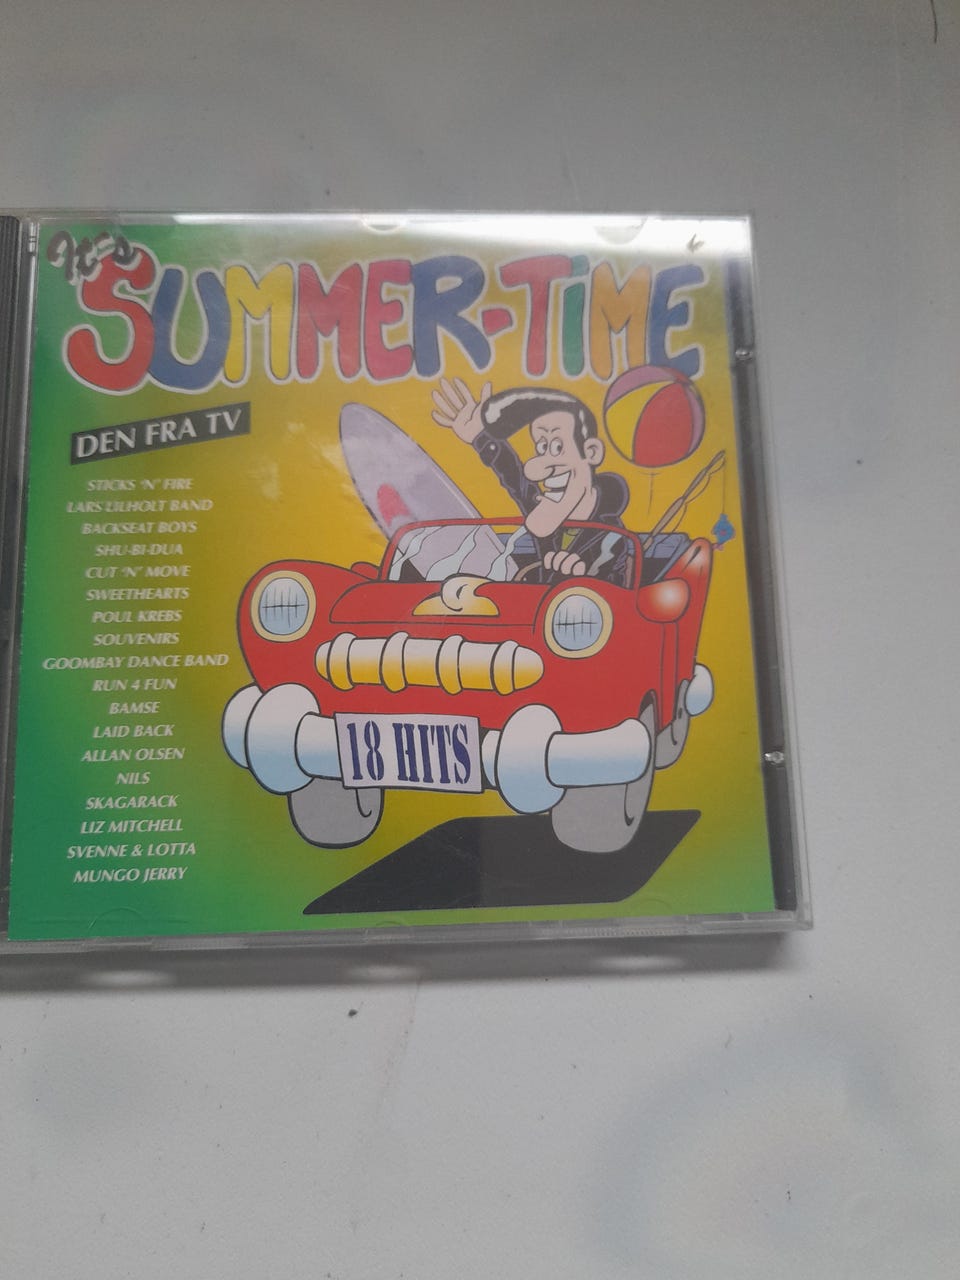 It's
SUMMER-TiME
DEN FRA TV
STICKS 'N' FIRE
LARS LILHOLT BAND
BACKSEAT BOYS
SHU-BI-DUA
CUT 'N' MOVE
SWEETHEARTS
POUL KREBS
SOUVENIRS
GOOMBAY DANCE BAND
RUN 4 FUN
BAMSE
LAID BACK
ALLAN OLSEN
NILS
SKAGARACK
LIZ MITCHELL
SVENNE & LOTTA
MUNGO JERRY
18 HITS